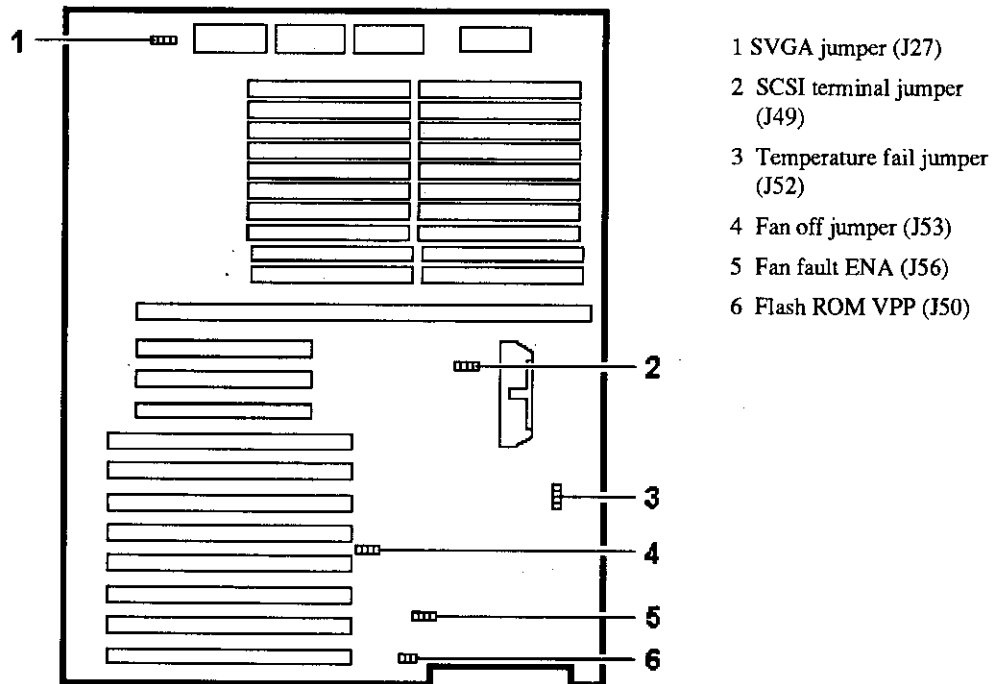 1
2
3
4
5
6
1 SVGA jumper (J27)
2 SCSI terminal jumper
(J49)
3 Temperature fail jumper
(J52)
4 Fan off jumper (J53)
5 Fan fault ENA (J56)
6 Flash ROM VPP (J50)